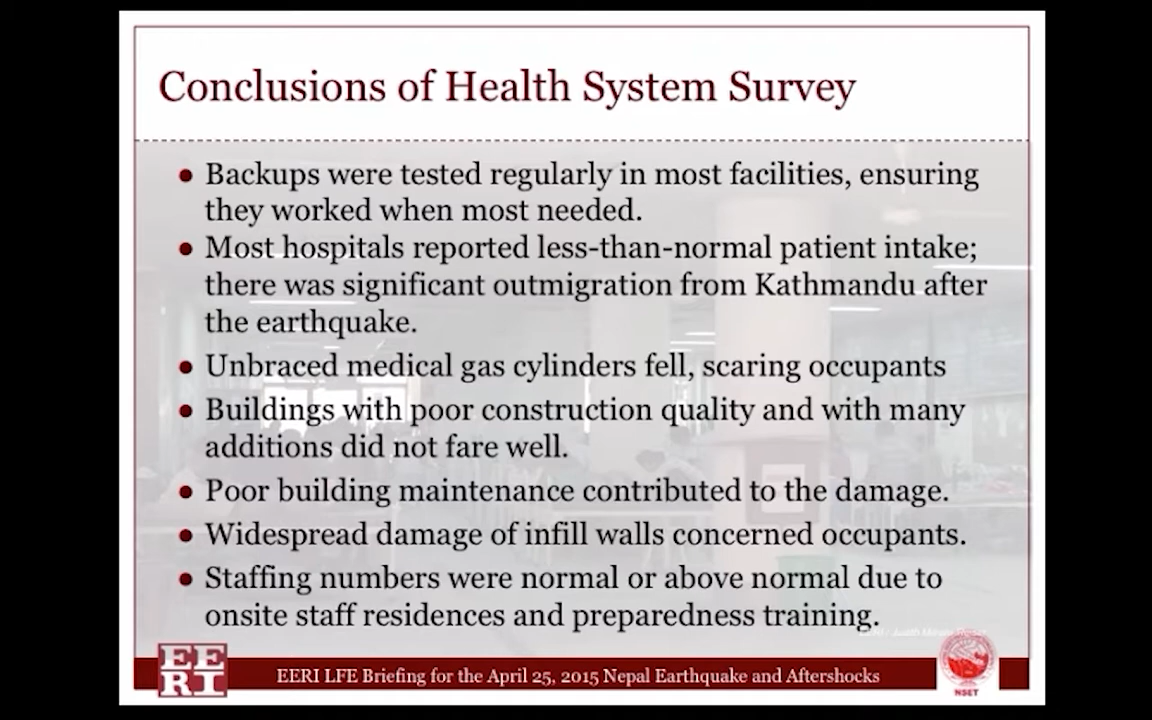 Conclusions of Health System Survey
• Backups were tested regularly in most facilities, ensuring
they worked when most needed.
• Most hospitals reported less-than-normal patient intake;
there was significant outmigration from Kathmandu after
the earthquake.
• Unbraced medical gas cylinders fell, scaring occupants
• Buildings with poor construction quality and with many
additions did not fare well.
• Poor building maintenance contributed to the damage.
• Widespread damage of infill walls concerned occupants.
• Staffing numbers were normal or above normal due to
onsite staff residences and preparedness training.
EERI
EERI LFE Briefing for the April 25, 2015 Nepal Earthquake and Aftershocks
NSET